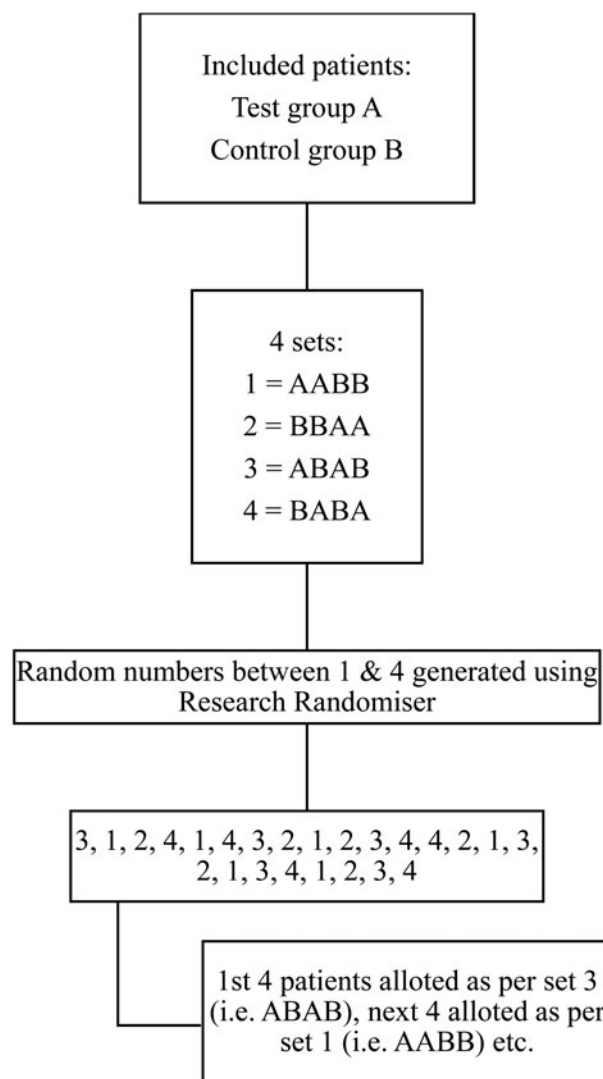 Included patients:
Test group A
Control group B
4 sets:
1 = AABB
2 = BBAA
3 = ABAB
4 = BABA
Random numbers between 1 & 4 generated using
Research Randomiser
3, 1, 2, 4, 1, 4, 3, 2, 1, 2, 3, 4, 4, 2, 1, 3,
2, 1, 3, 4, 1, 2, 3, 4
1st 4 patients alloted as per set 3
(i.e. ABAB), next 4 alloted as per
set 1 (i.e. AABB) etc.